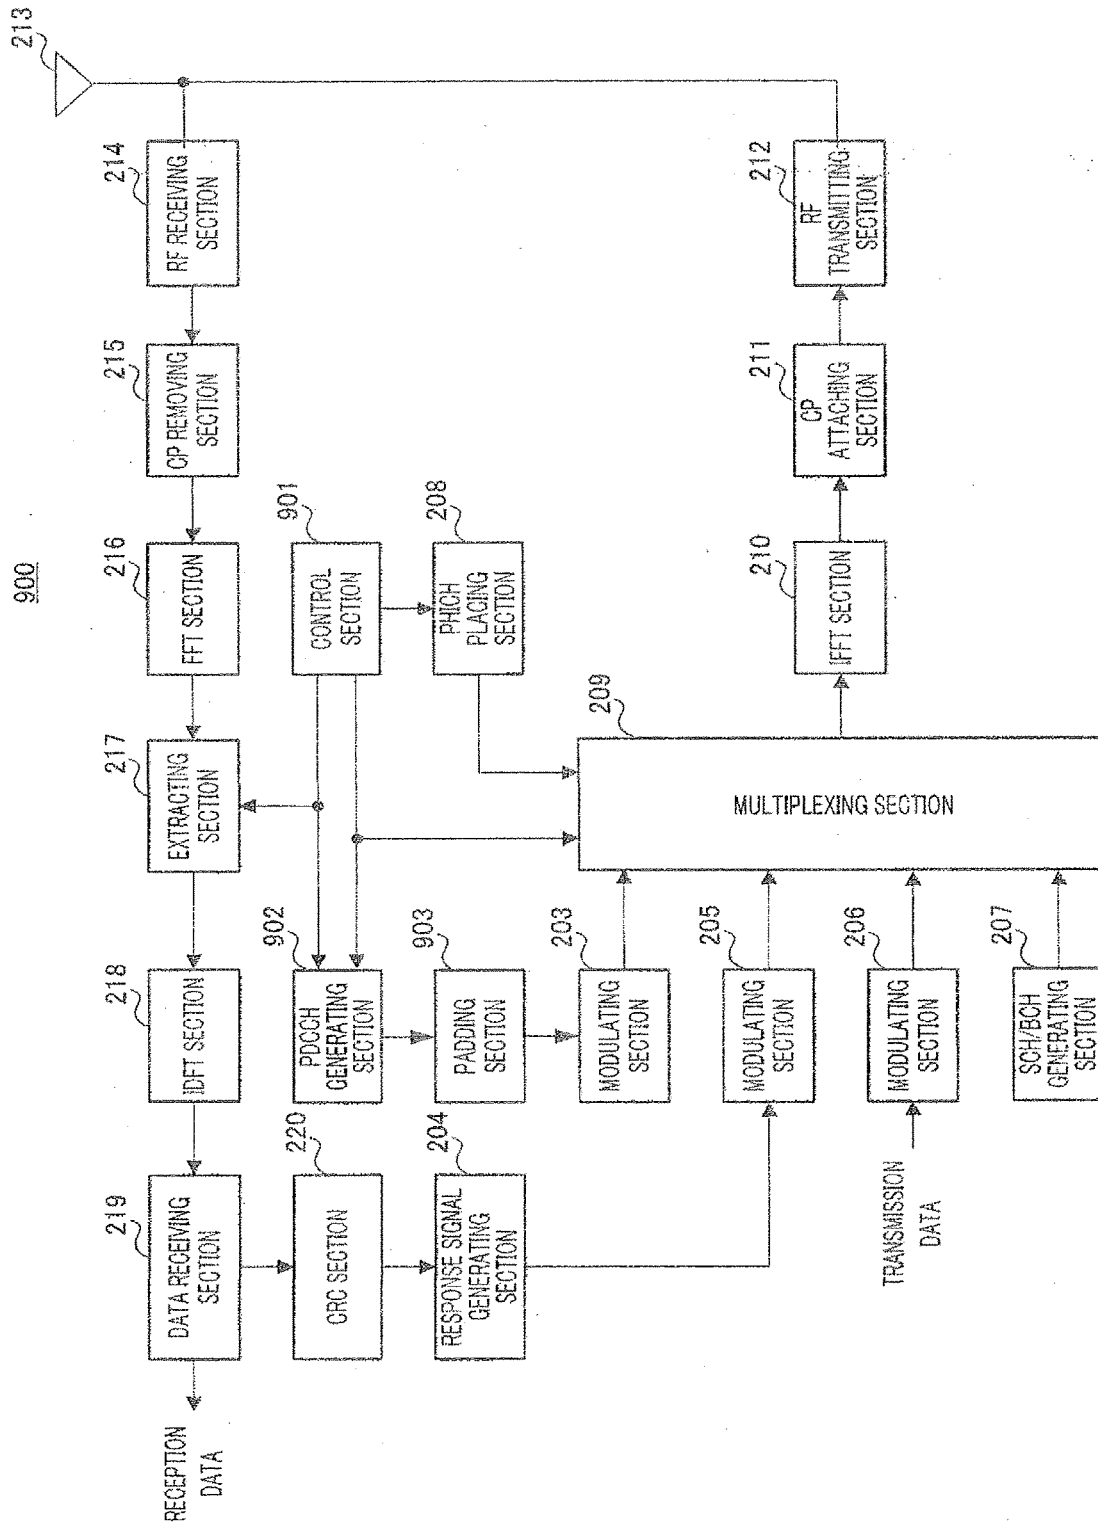 900
213
RF RECEIVING
SECTION
214
CP REMOVING
SECTION
215
FFT SECTION
216
EXTRACTING
SECTION
217
IDFT SECTION
218
DATA RECEIVING
SECTION
219
RECEPTION
DATA
CONTROL
SECTION
901
PHICH
PLACING
SECTION
208
PDCCH
GENERATING
SECTION
902
PADDING
SECTION
903
CRC SECTION
220
RESPONSE SIGNAL
GENERATING
SECTION
204
MODULATING
SECTION
203
MODULATING
SECTION
205
MODULATING
SECTION
206
SCH/BCH
GENERATING
SECTION
207
TRANSMISSION
DATA
MULTIPLEXING SECTION
209
IFFT SECTION
210
CP
ATTACHING
SECTION
211
RF
TRANSMITTING
SECTION
212